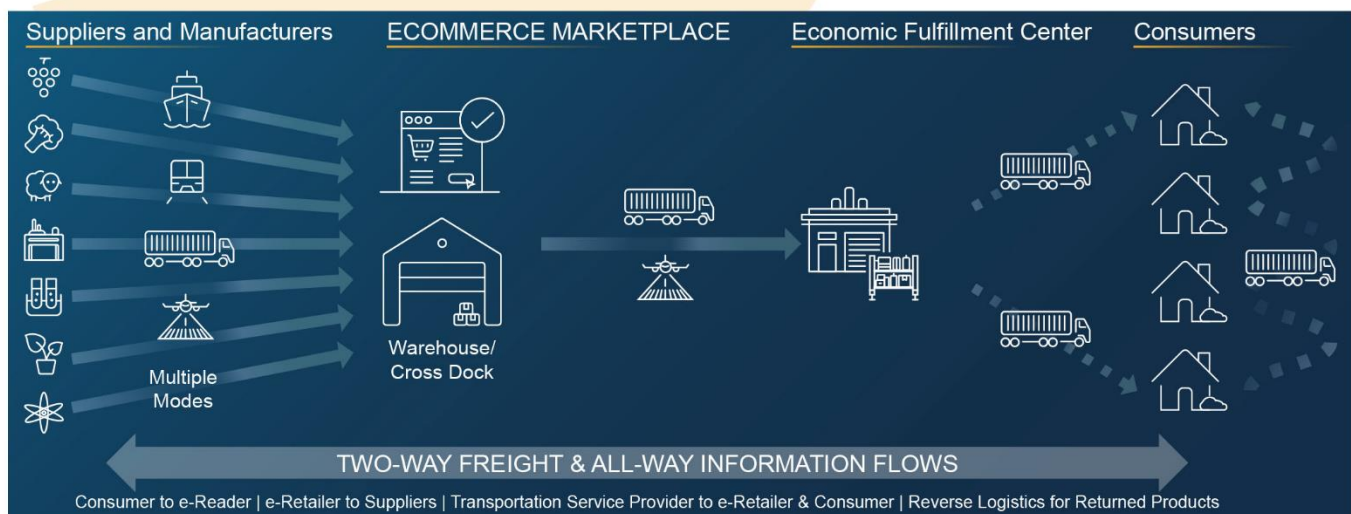 Suppliers and Manufacturers
ECOMMERCE MARKETPLACE
Economic Fulfillment Center
Consumers
Multiple
Modes
Warehouse/
Cross Dock
TWO-WAY FREIGHT & ALL-WAY INFORMATION FLOWS
Consumer to e-Reader | e-Retailer to Suppliers | Transportation Service Provider to e-Retailer & Consumer | Reverse Logistics for Returned Products